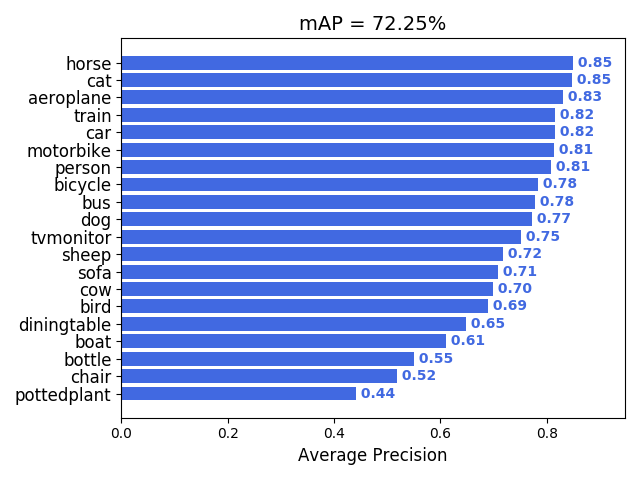 mAP = 72.25%
horse 0.85
cat 0.85
aeroplane 0.83
train 0.82
car 0.82
motorbike 0.81
person 0.81
bicycle 0.78
bus 0.78
dog 0.77
tvmonitor 0.75
sheep 0.72
sofa 0.71
cow 0.70
bird 0.69
diningtable 0.65
boat 0.61
bottle 0.55
chair 0.52
pottedplant 0.44
0.0 0.2 0.4 0.6 0.8
Average Precision